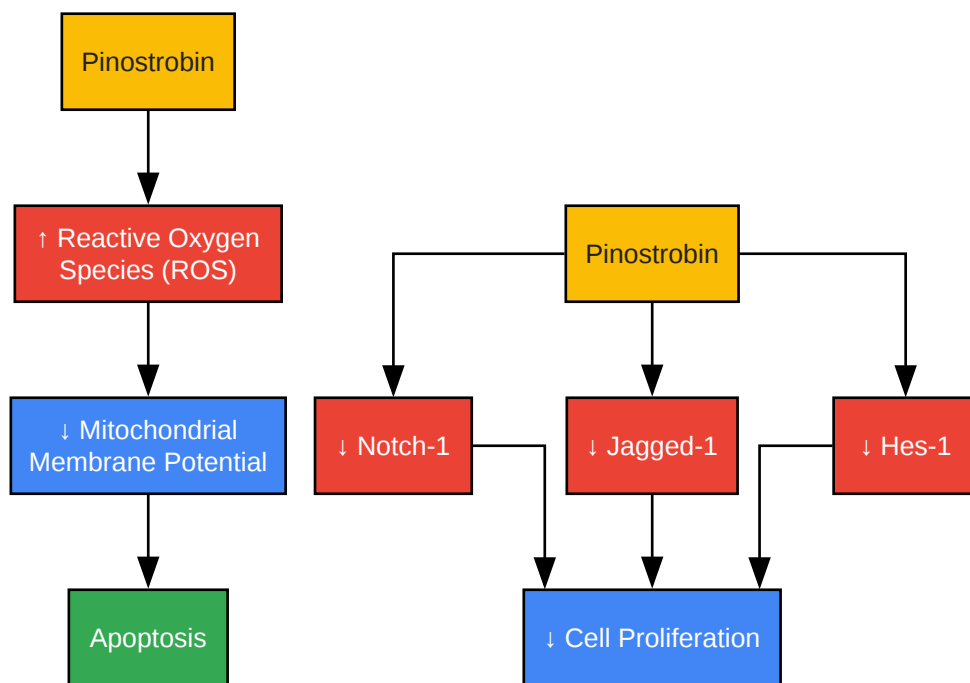 Pinostrobin
↑ Reactive Oxygen
Species (ROS)
↓ Mitochondrial
Membrane Potential
Apoptosis
Pinostrobin
↓ Notch-1
↓ Jagged-1
↓ Hes-1
↓ Cell Proliferation